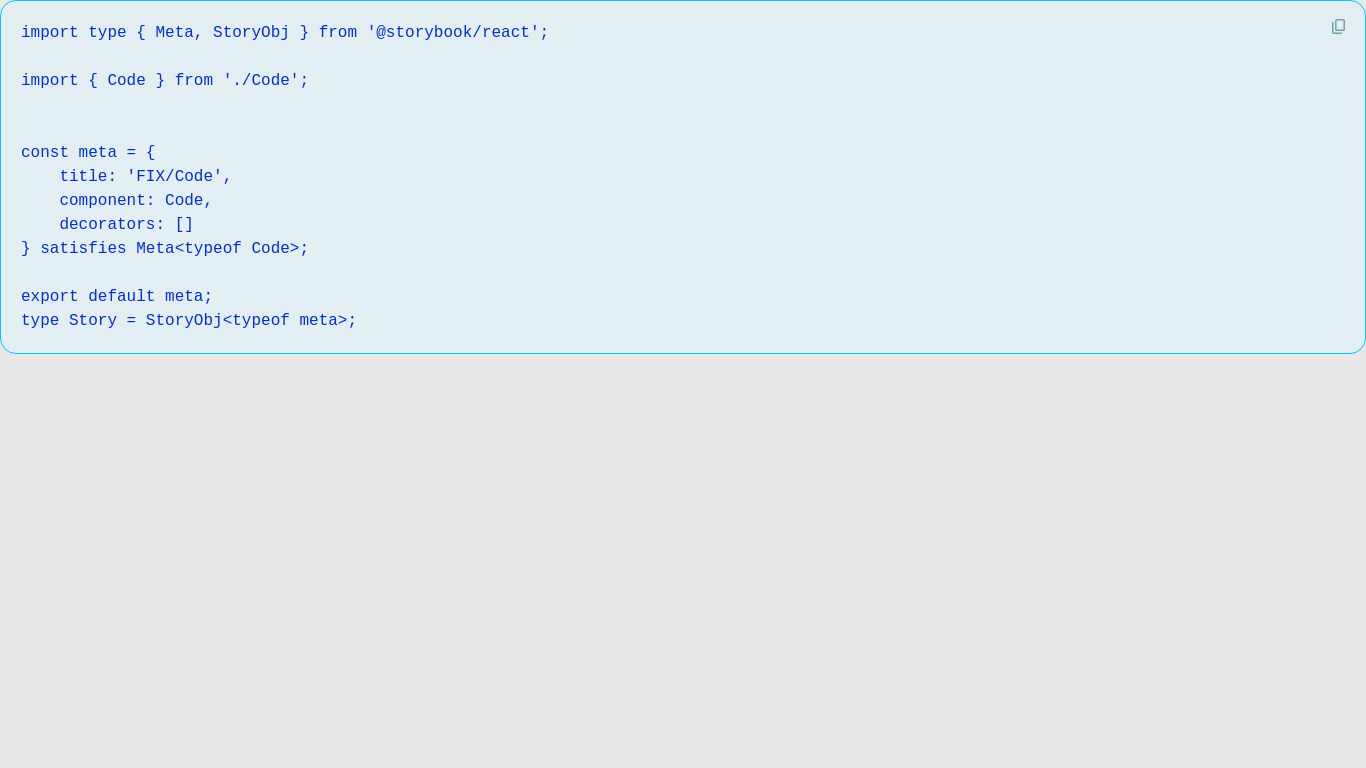 import type { Meta, StoryObj } from '@storybook/react';

import { Code } from './Code';


const meta = {
    title: 'FIX/Code',
    component: Code,
    decorators: []
} satisfies Meta<typeof Code>;

export default meta;
type Story = StoryObj<typeof meta>;